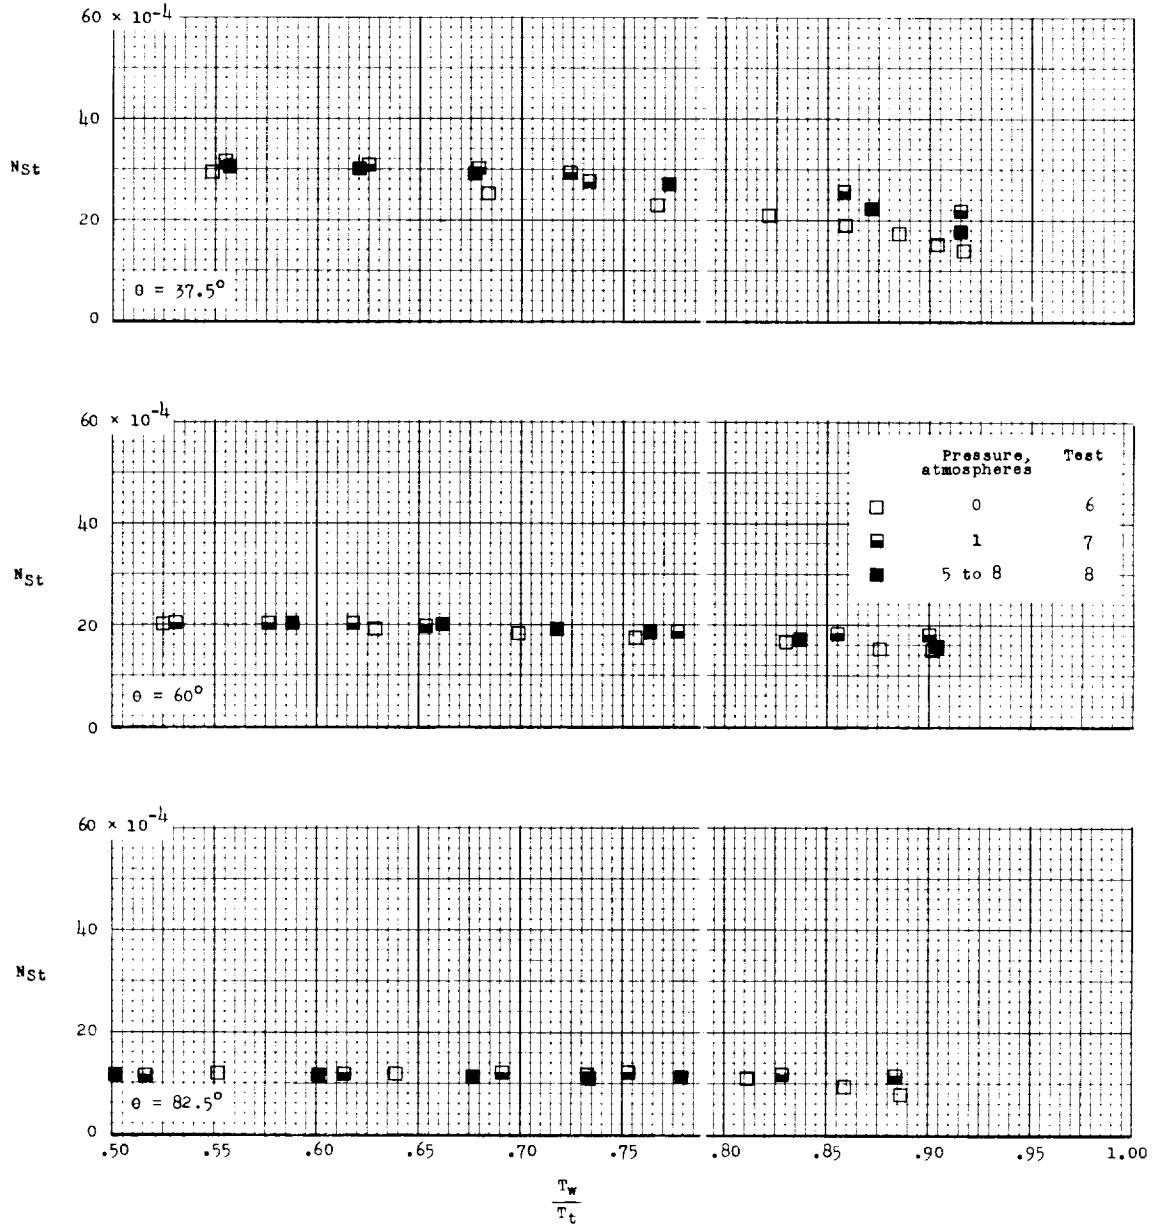 60 × 10⁻⁴
40
N_St
20
θ = 37.5°
0
60 × 10⁻⁴
Pressure, atmospheres Test
0 6
1 7
5 to 8 8
40
N_St
20
θ = 60°
0
60 × 10⁻⁴
40
N_St
20
θ = 82.5°
0
.50 .55 .60 .65 .70 .75 .80 .85 .90 .95 1.00
T_w
T_t